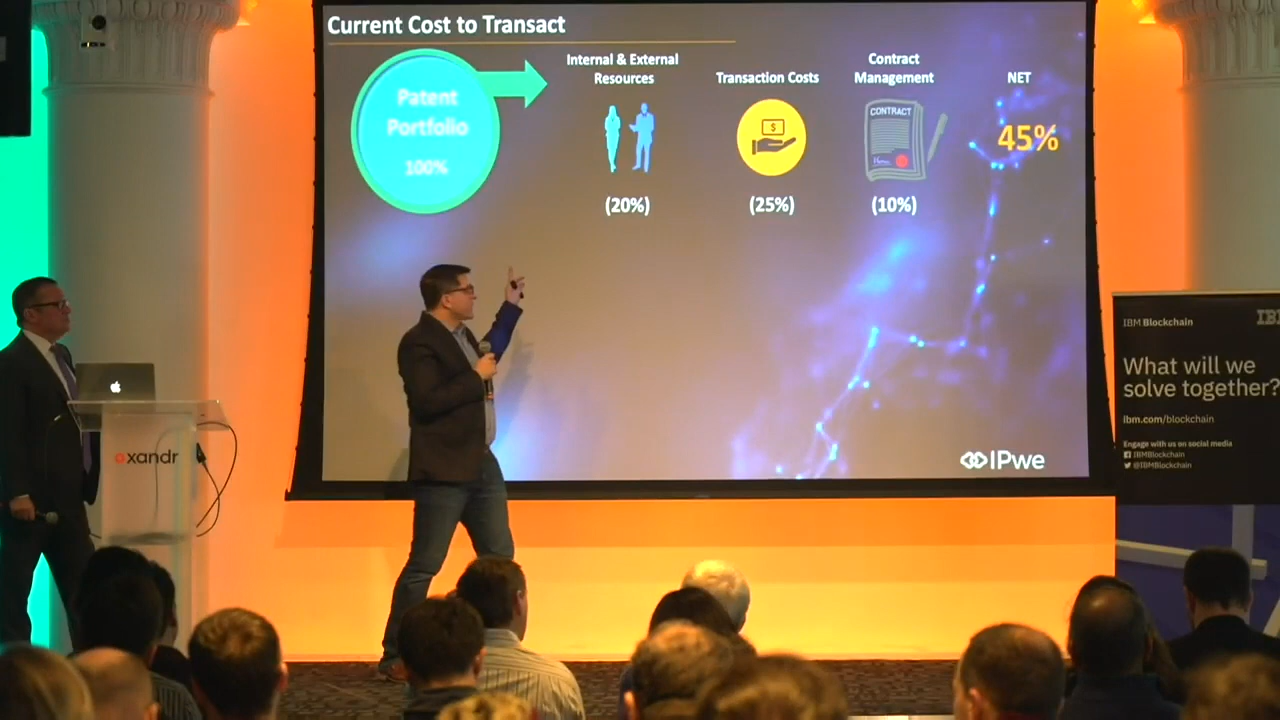 Current Cost to Transact
Patent
Portfolio
100%
Internal & External
Resources
(20%)
Transaction Costs
$
(25%)
Contract
Management
CONTRACT
(10%)
NET
45%
IPwe
xandr
IBM Blockchain
IB
What will we
solve together?
ibm.com/blockchain
Engage with us on social media
IBMBlockchain
@IBMBlockchain